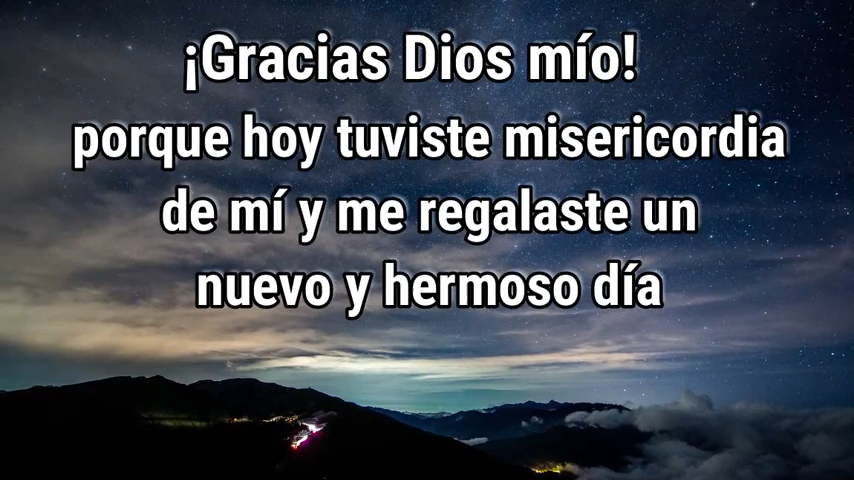 ¡Gracias Dios mío!
porque hoy tuviste misericordia
de mí y me regalaste un
nuevo y hermoso día